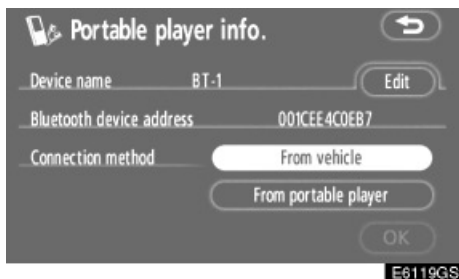 Portable player info.
Device name BT-1 Edit
Bluetooth device address 001CEE4C0EB7
Connection method From vehicle
From portable player
OK
E6119GS